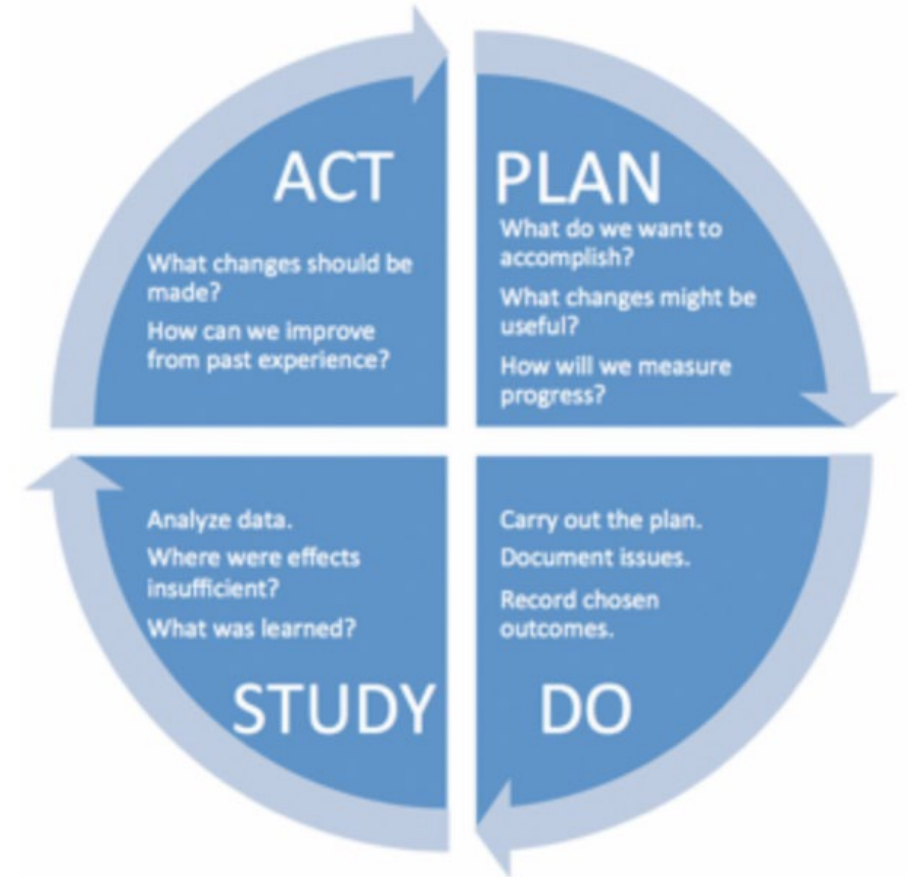 ACT
What changes should be
made?
How can we improve
from past experience?
PLAN
What do we want to
accomplish?
What changes might be
useful?
How will we measure
progress?
Analyze data.
Where were effects
insufficient?
What was learned?
STUDY
Carry out the plan.
Document issues.
Record chosen
outcomes.
DO